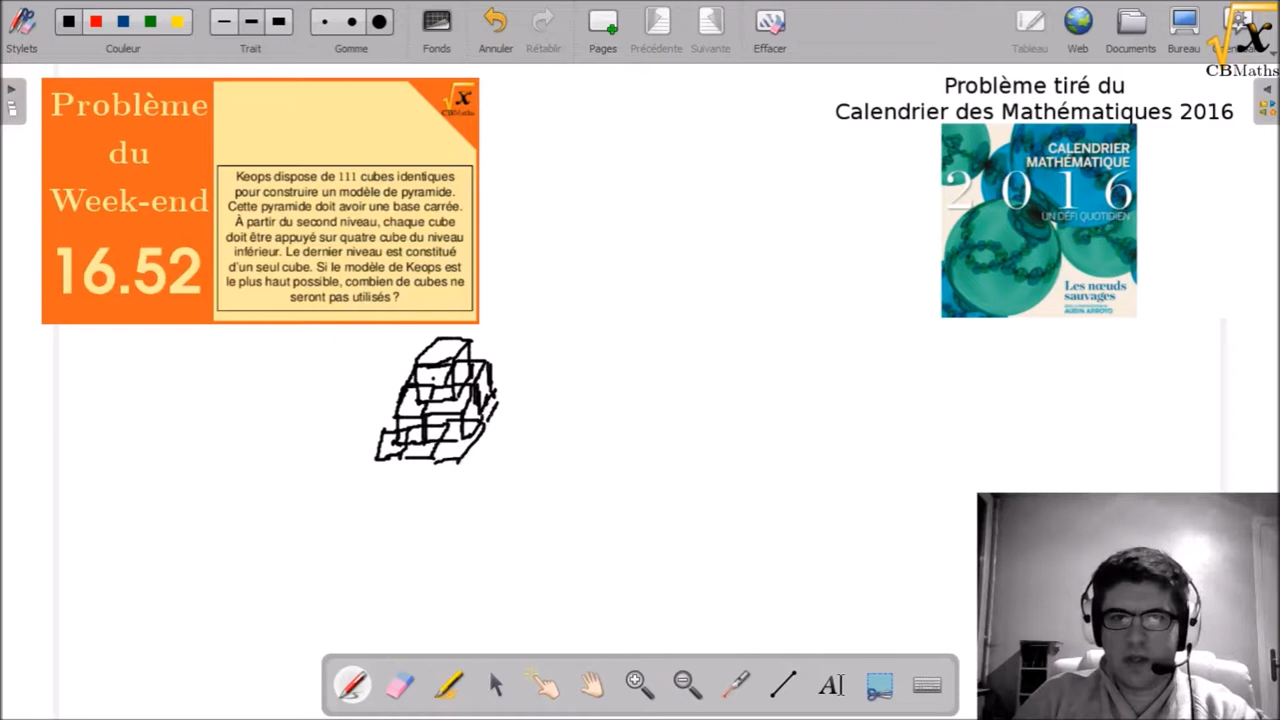 Stylets
Couleur
Trait
Gomme
Fonds
Annuler
Rétablir
Pages
Précédente
Suivante
Effacer
Tableau
Web
Documents
Bureau
x
CBMaths
Problème
du
Week-end
16.52
x
CBMaths
Keops dispose de 111 cubes identiques
pour construire un modèle de pyramide.
Cette pyramide doit avoir une base carrée.
À partir du second niveau, chaque cube
doit être appuyé sur quatre cube du niveau
inférieur. Le dernier niveau est constitué
d'un seul cube. Si le modèle de Keops est
le plus haut possible, combien de cubes ne
seront pas utilisés ?
Problème tiré du
Calendrier des Mathématiques 2016
CALENDRIER
MATHÉMATIQUE
2016
UN DÉFI QUOTIDIEN
Les nœuds
sauvages
AUBIN ARROYO
AI